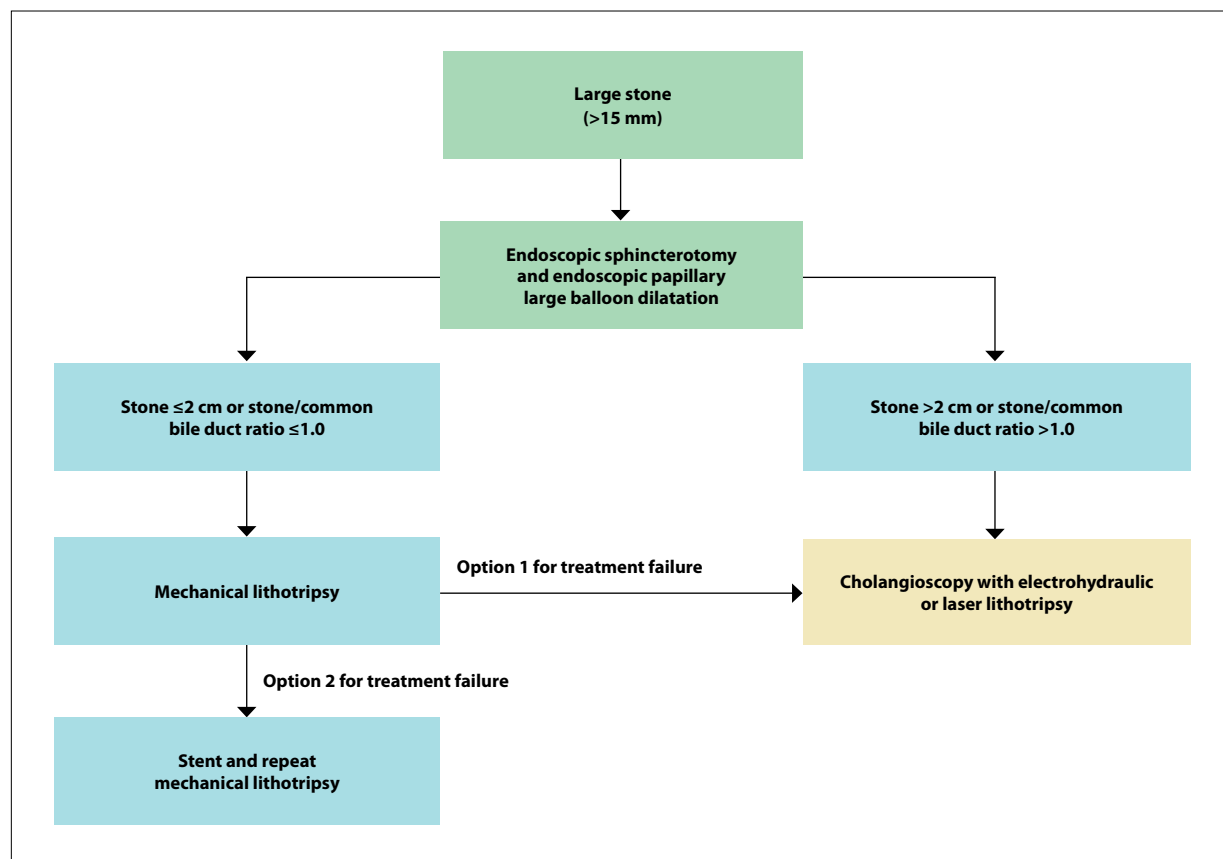 Large stone
(>15 mm)
Endoscopic sphincterotomy
and endoscopic papillary
large balloon dilatation
Stone ≤2 cm or stone/common
bile duct ratio ≤1.0
Stone >2 cm or stone/common
bile duct ratio >1.0
Mechanical lithotripsy
Option 1 for treatment failure
Cholangioscopy with electrohydraulic
or laser lithotripsy
Option 2 for treatment failure
Stent and repeat
mechanical lithotripsy